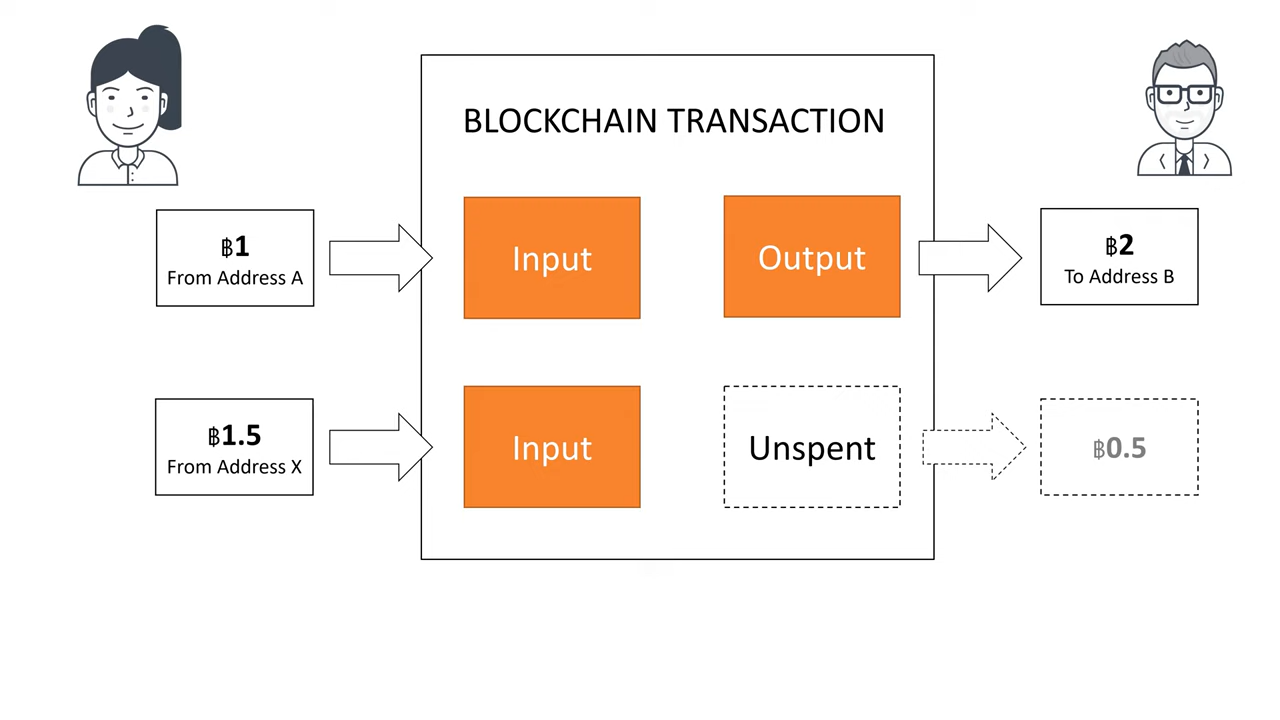 BLOCKCHAIN TRANSACTION
฿1
From Address A
Input
Output
฿2
To Address B
฿1.5
From Address X
Input
Unspent
฿0.5